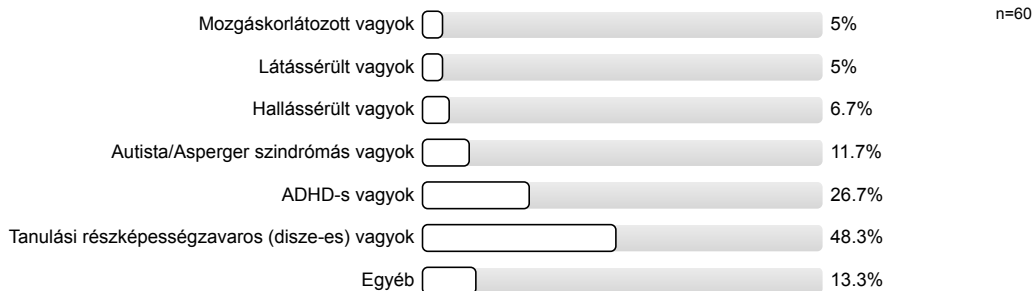 n=60
Mozgáskorlátozott vagyok 5%
Látássérült vagyok 5%
Hallássérült vagyok 6.7%
Autista/Asperger szindrómás vagyok 11.7%
ADHD-s vagyok 26.7%
Tanulási részképességzavaros (disze-es) vagyok 48.3%
Egyéb 13.3%